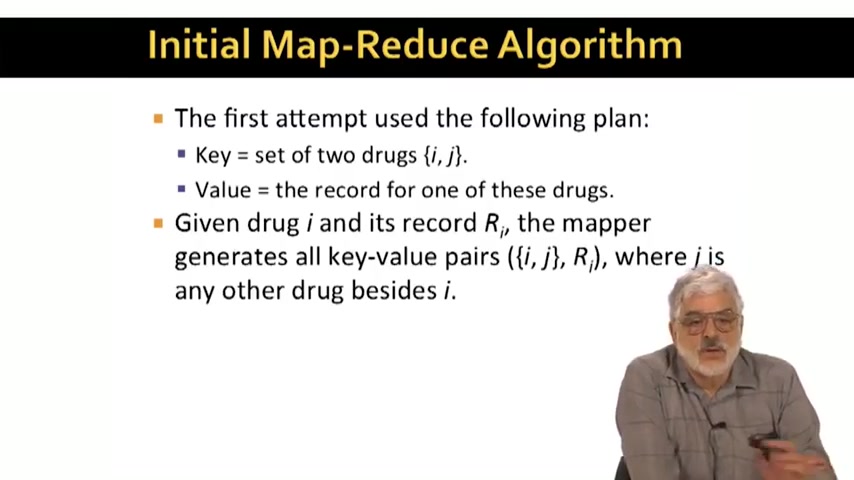 Initial Map-Reduce Algorithm
The first attempt used the following plan:
Key = set of two drugs {i, j}.
Value = the record for one of these drugs.
Given drug i and its record Ri, the mapper
generates all key-value pairs ({i, j}, Ri), where j is
any other drug besides i.